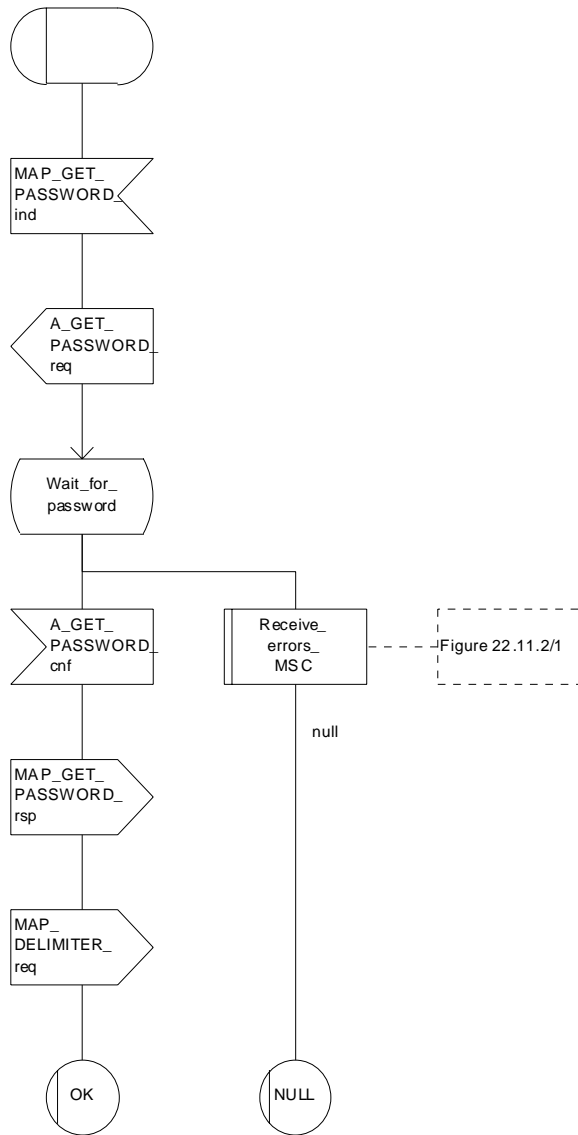 MAP_GET_
PASSWORD_
ind
A_GET_
PASSWORD_
req
Wait_for_
password
A_GET_
PASSWORD_
cnf
Receive_
errors_
MSC
Figure 22.11.2/1
null
MAP_GET_
PASSWORD_
rsp
MAP_
DELIMITER_
req
OK
NULL